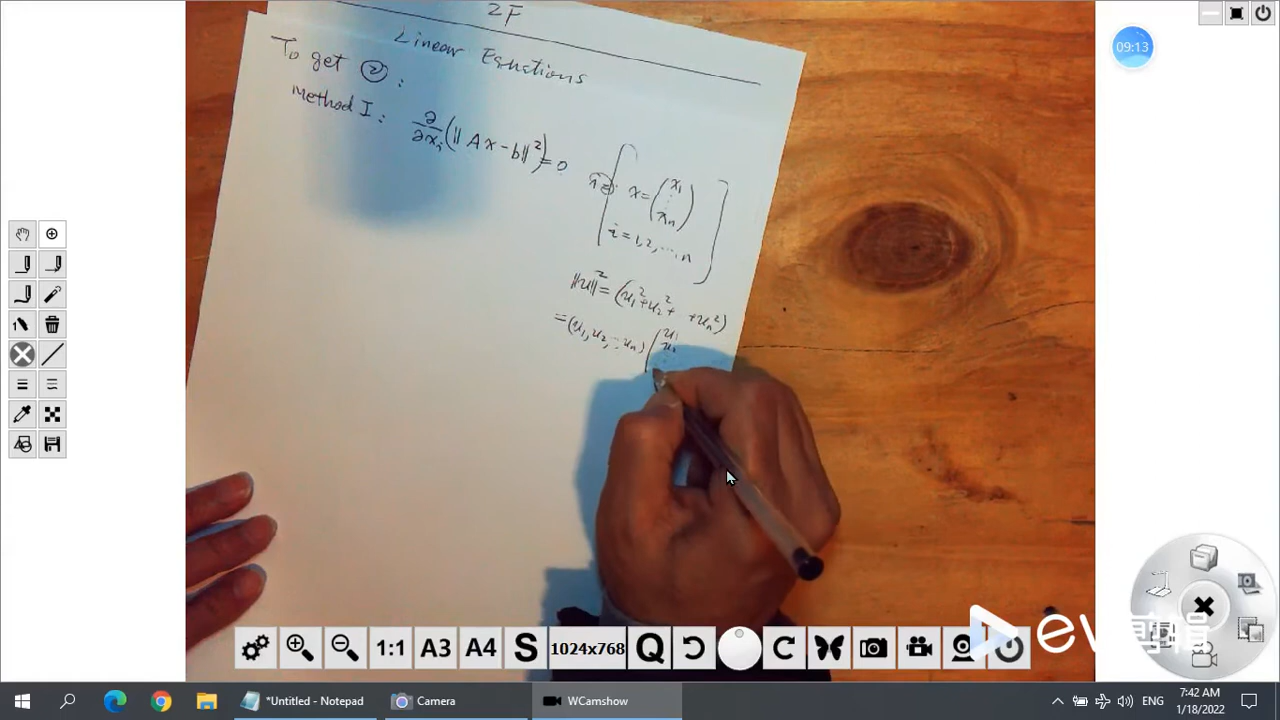 09:13
2F
Linear Equations
To get ②:
Method I: ∂/∂xᵢ (‖Ax-b‖²) = 0
x = (x₁ ⋮ xₙ)
i = 1, 2, ..., n
‖u‖² = (u₁² + u₂² + + uₙ²)
= (u₁, u₂, ... uₙ) (u₁
u₂
1:1 A3 A4 S 1024x768 Q
*Untitled - Notepad Camera WCamshow ENG
7:42 AM
1/18/2022